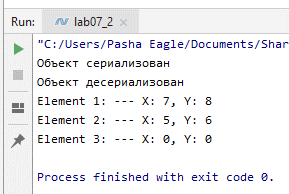 Run: lab07_2
"C:/Users/Pasha Eagle/Documents/Shar
Объект сериализован
Объект десериализован
Element 1: --- X: 7, Y: 8
Element 2: --- X: 5, Y: 6
Element 3: --- X: 0, Y: 0
Process finished with exit code 0.